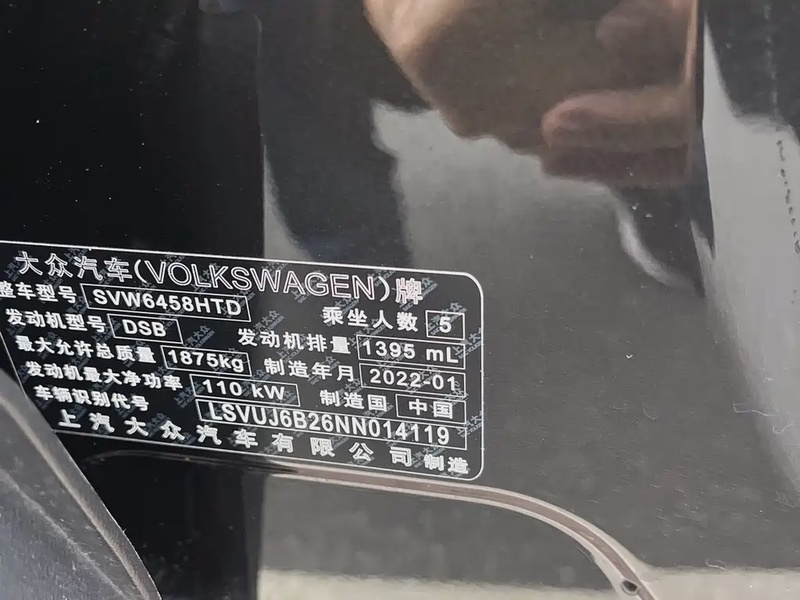 大众汽车(VOLKSWAGEN)牌
整车型号 SVW6458HTD 乘坐人数 5
发动机型号 DSB 发动机排量 1395 mL
最大允许总质量 1875kg 制造年月 2022-01
发动机最大净功率 110 kW 制造国 中国
车辆识别代号 LSVUJ6B26NN014119
上汽大众汽车有限公司 制造